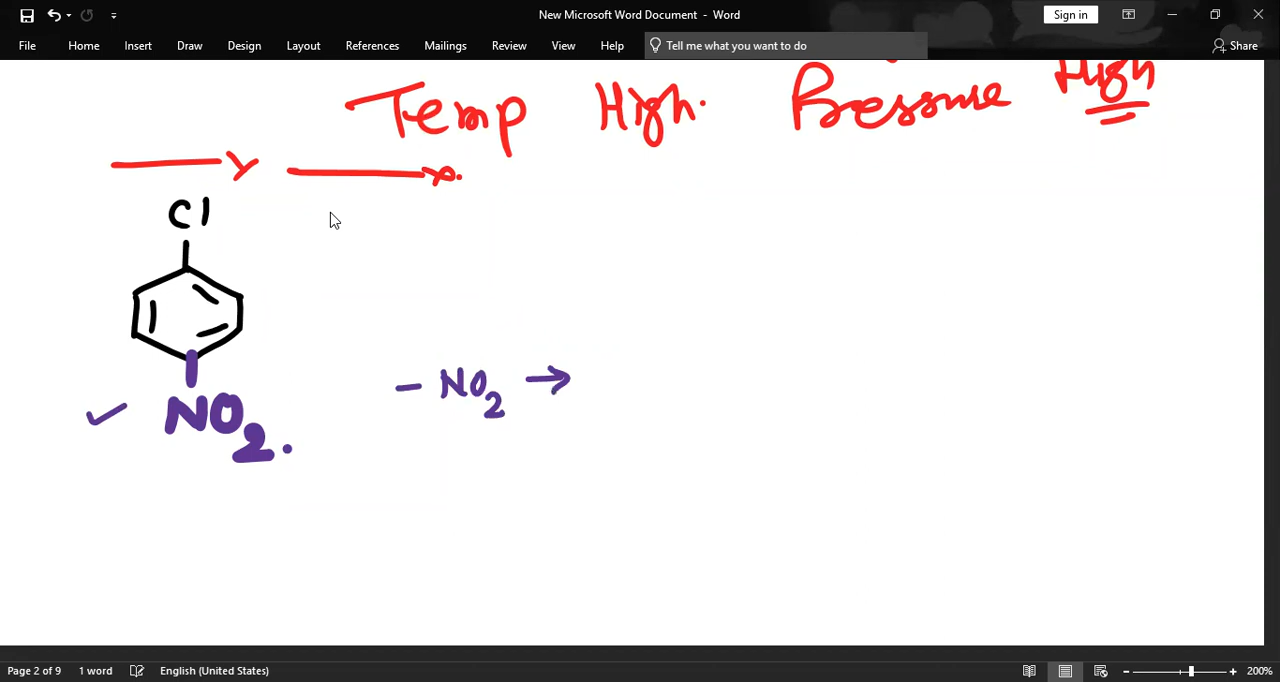 New Microsoft Word Document - Word
Sign in
File Home Insert Draw Design Layout References Mailings Review View Help Tell me what you want to do Share
Temp High. Pressure High
Cl
NO2.
- NO2 →
Page 2 of 9 1 word English (United States) 200%